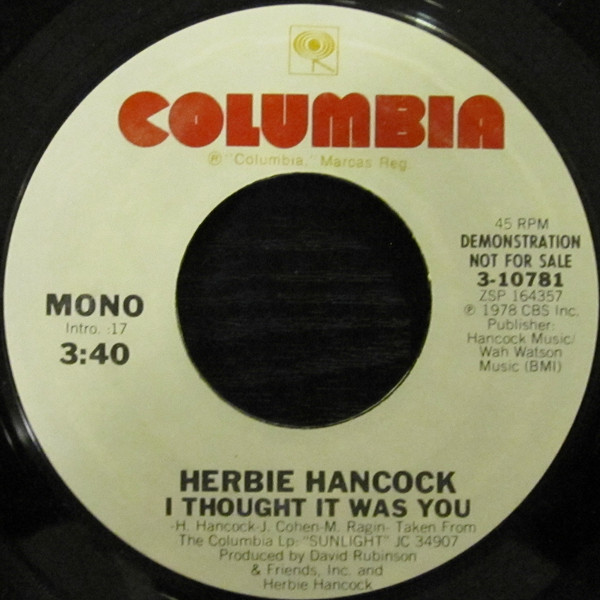 COLUMBIA
® "Columbia," Marcas Reg.
45 RPM
DEMONSTRATION
NOT FOR SALE
3-10781
ZSP 164357
℗ 1978 CBS Inc.
Publisher:
Hancock Music/
Wah Watson
Music (BMI)
MONO
Intro. :17
3:40
HERBIE HANCOCK
I THOUGHT IT WAS YOU
-H. Hancock-J. Cohen-M. Ragin- Taken From
The Columbia Lp: "SUNLIGHT" JC 34907
Produced by David Rubinson
& Friends, Inc. and
Herbie Hancock